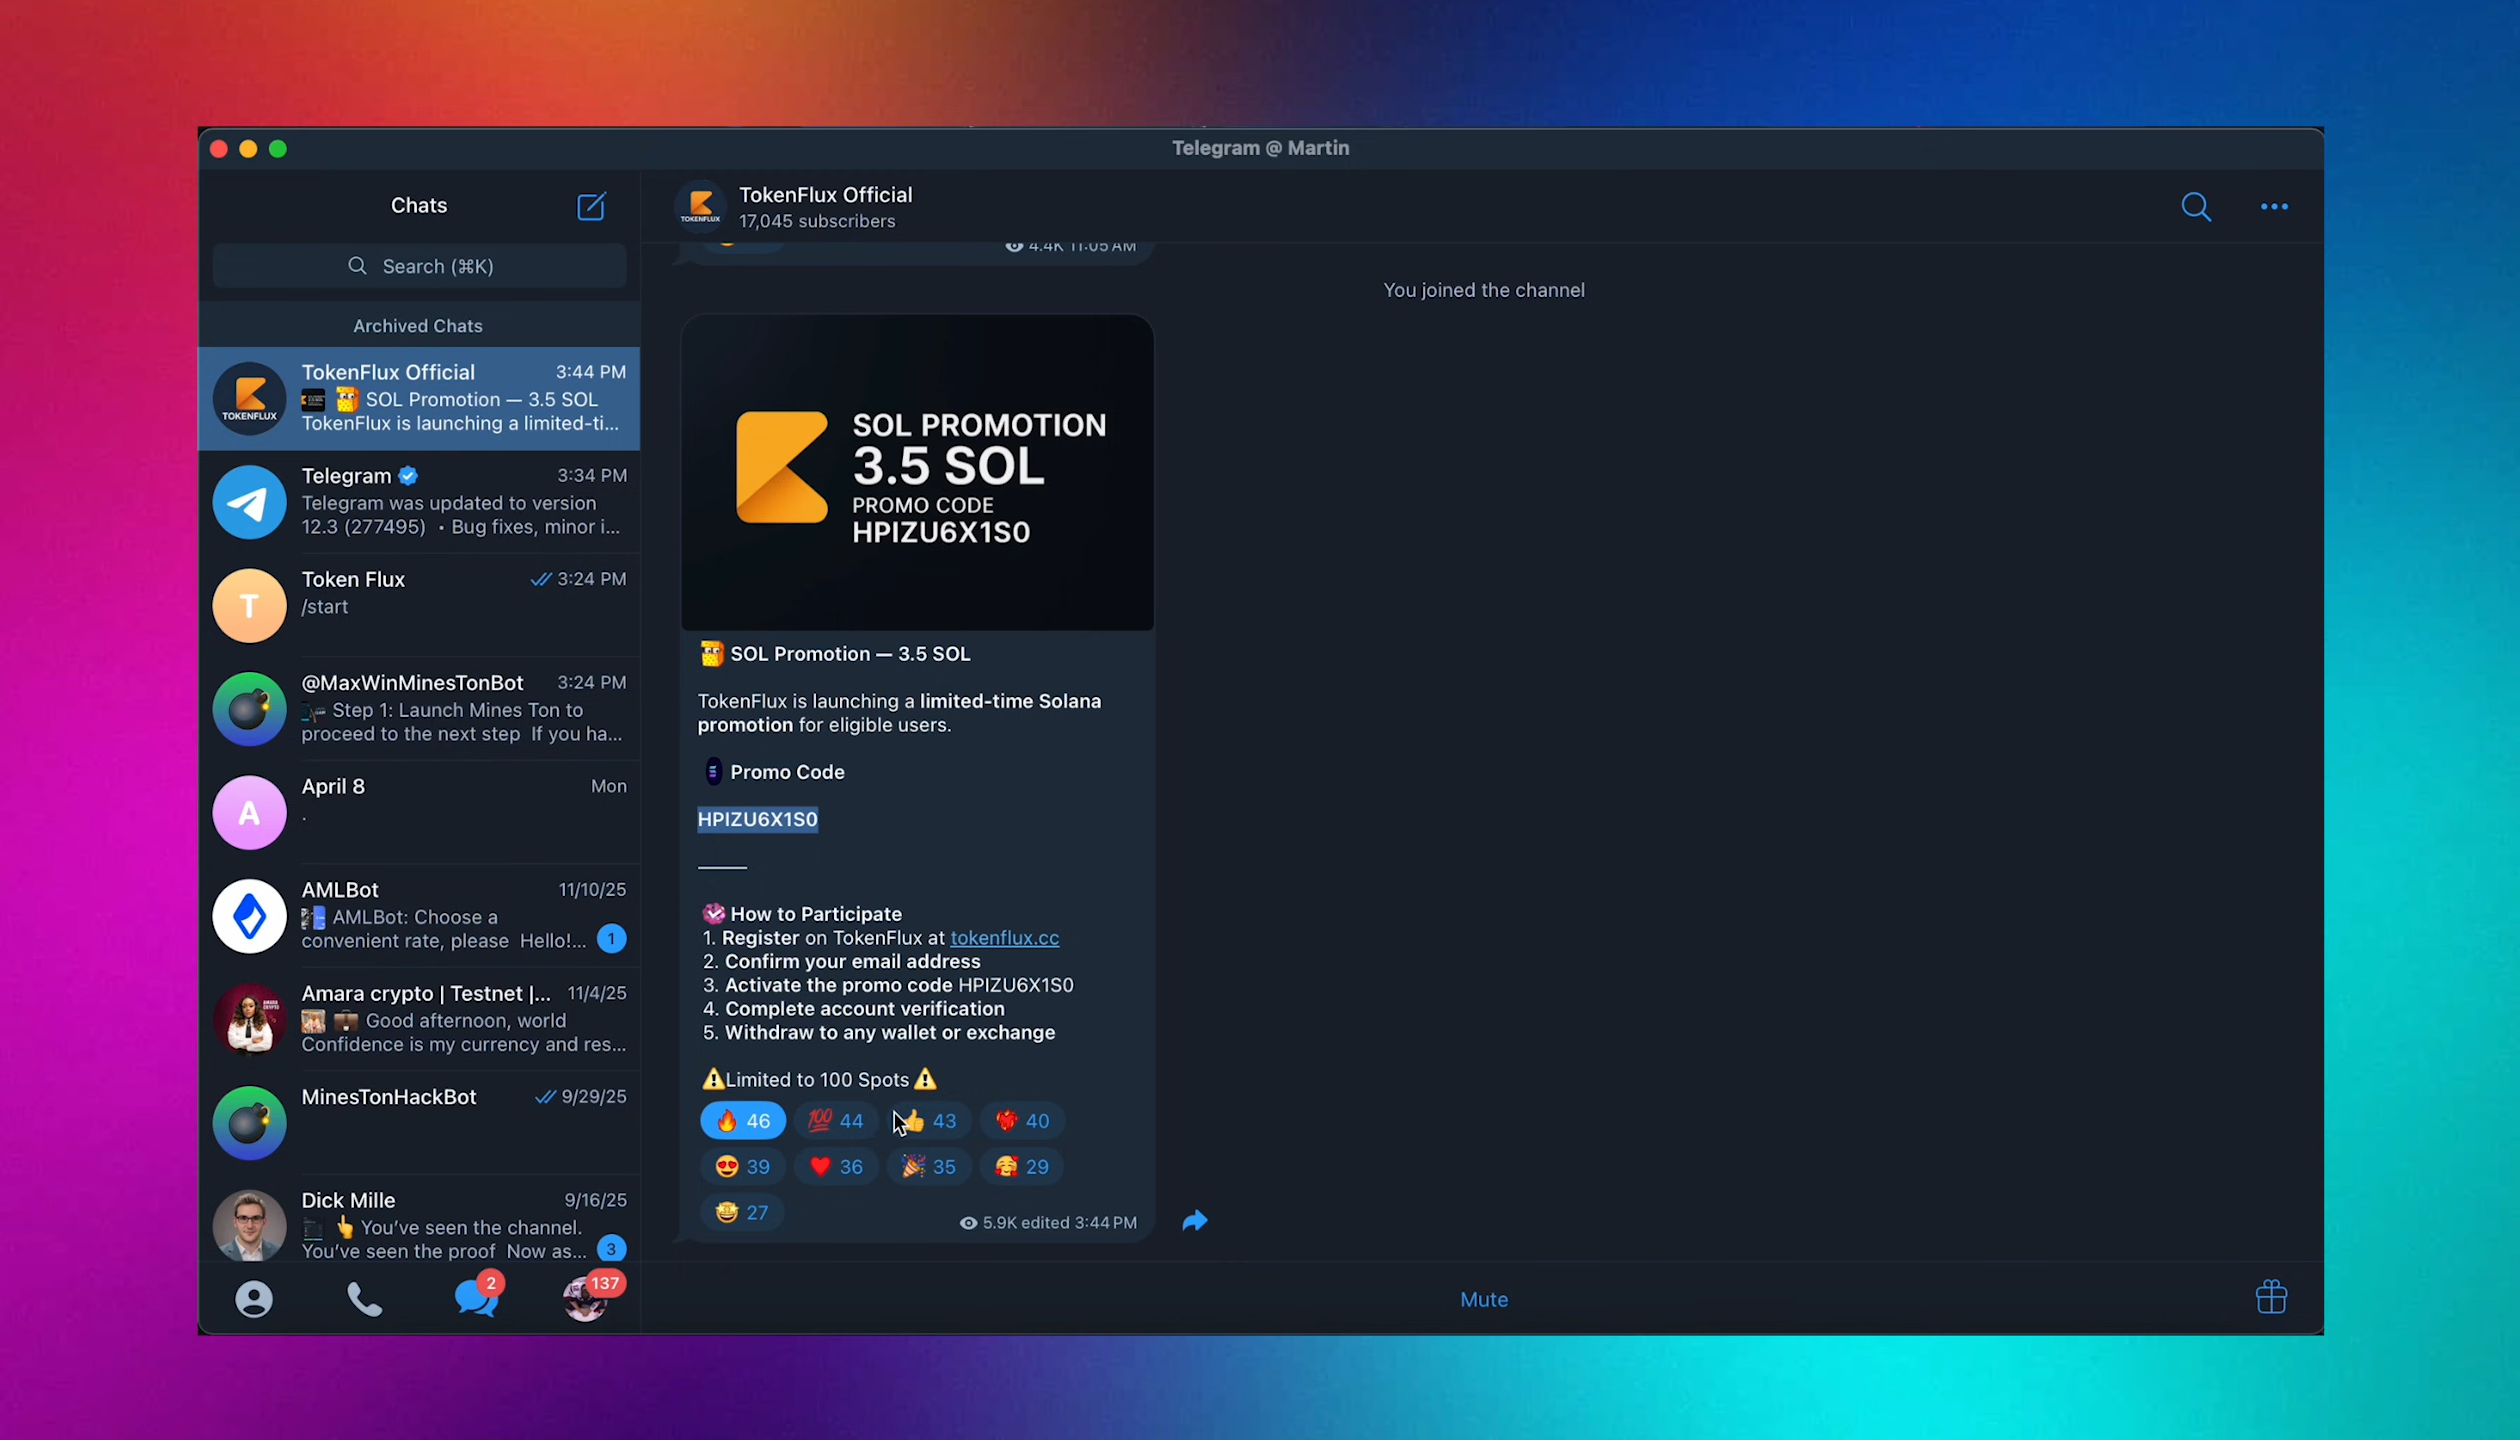 Telegram @ Martin
Chats
Search (⌘K)
Archived Chats
TokenFlux Official 3:44 PM
SOL Promotion — 3.5 SOL
TokenFlux is launching a limited-ti...
TOKENFLUX
Telegram 3:34 PM
Telegram was updated to version
12.3 (277495) • Bug fixes, minor i...
Token Flux 3:24 PM
/start
T
@MaxWinMinesTonBot 3:24 PM
Step 1: Launch Mines Ton to
proceed to the next step If you ha...
April 8 Mon
.
A
AMLBot 11/10/25
AMLBot: Choose a
convenient rate, please Hello!... 1
Amara crypto | Testnet |... 11/4/25
Good afternoon, world
Confidence is my currency and res...
MinesTonHackBot 9/29/25
Dick Mille 9/16/25
You've seen the channel.
You've seen the proof Now as... 3
2
137
TokenFlux Official
17,045 subscribers
TOKENFLUX
4.4K 11:05 AM
You joined the channel
SOL PROMOTION
3.5 SOL
PROMO CODE
HPIZU6X1S0
SOL Promotion — 3.5 SOL
TokenFlux is launching a limited-time Solana
promotion for eligible users.
Promo Code
HPIZU6X1S0
How to Participate
1. Register on TokenFlux at tokenflux.cc
2. Confirm your email address
3. Activate the promo code HPIZU6X1S0
4. Complete account verification
5. Withdraw to any wallet or exchange
⚠️Limited to 100 Spots⚠️
🔥 46 💯 44 👍 43 40
😍 39 ❤️ 36 🎉 35 🥰 29
🤩 27
5.9K edited 3:44 PM
Mute